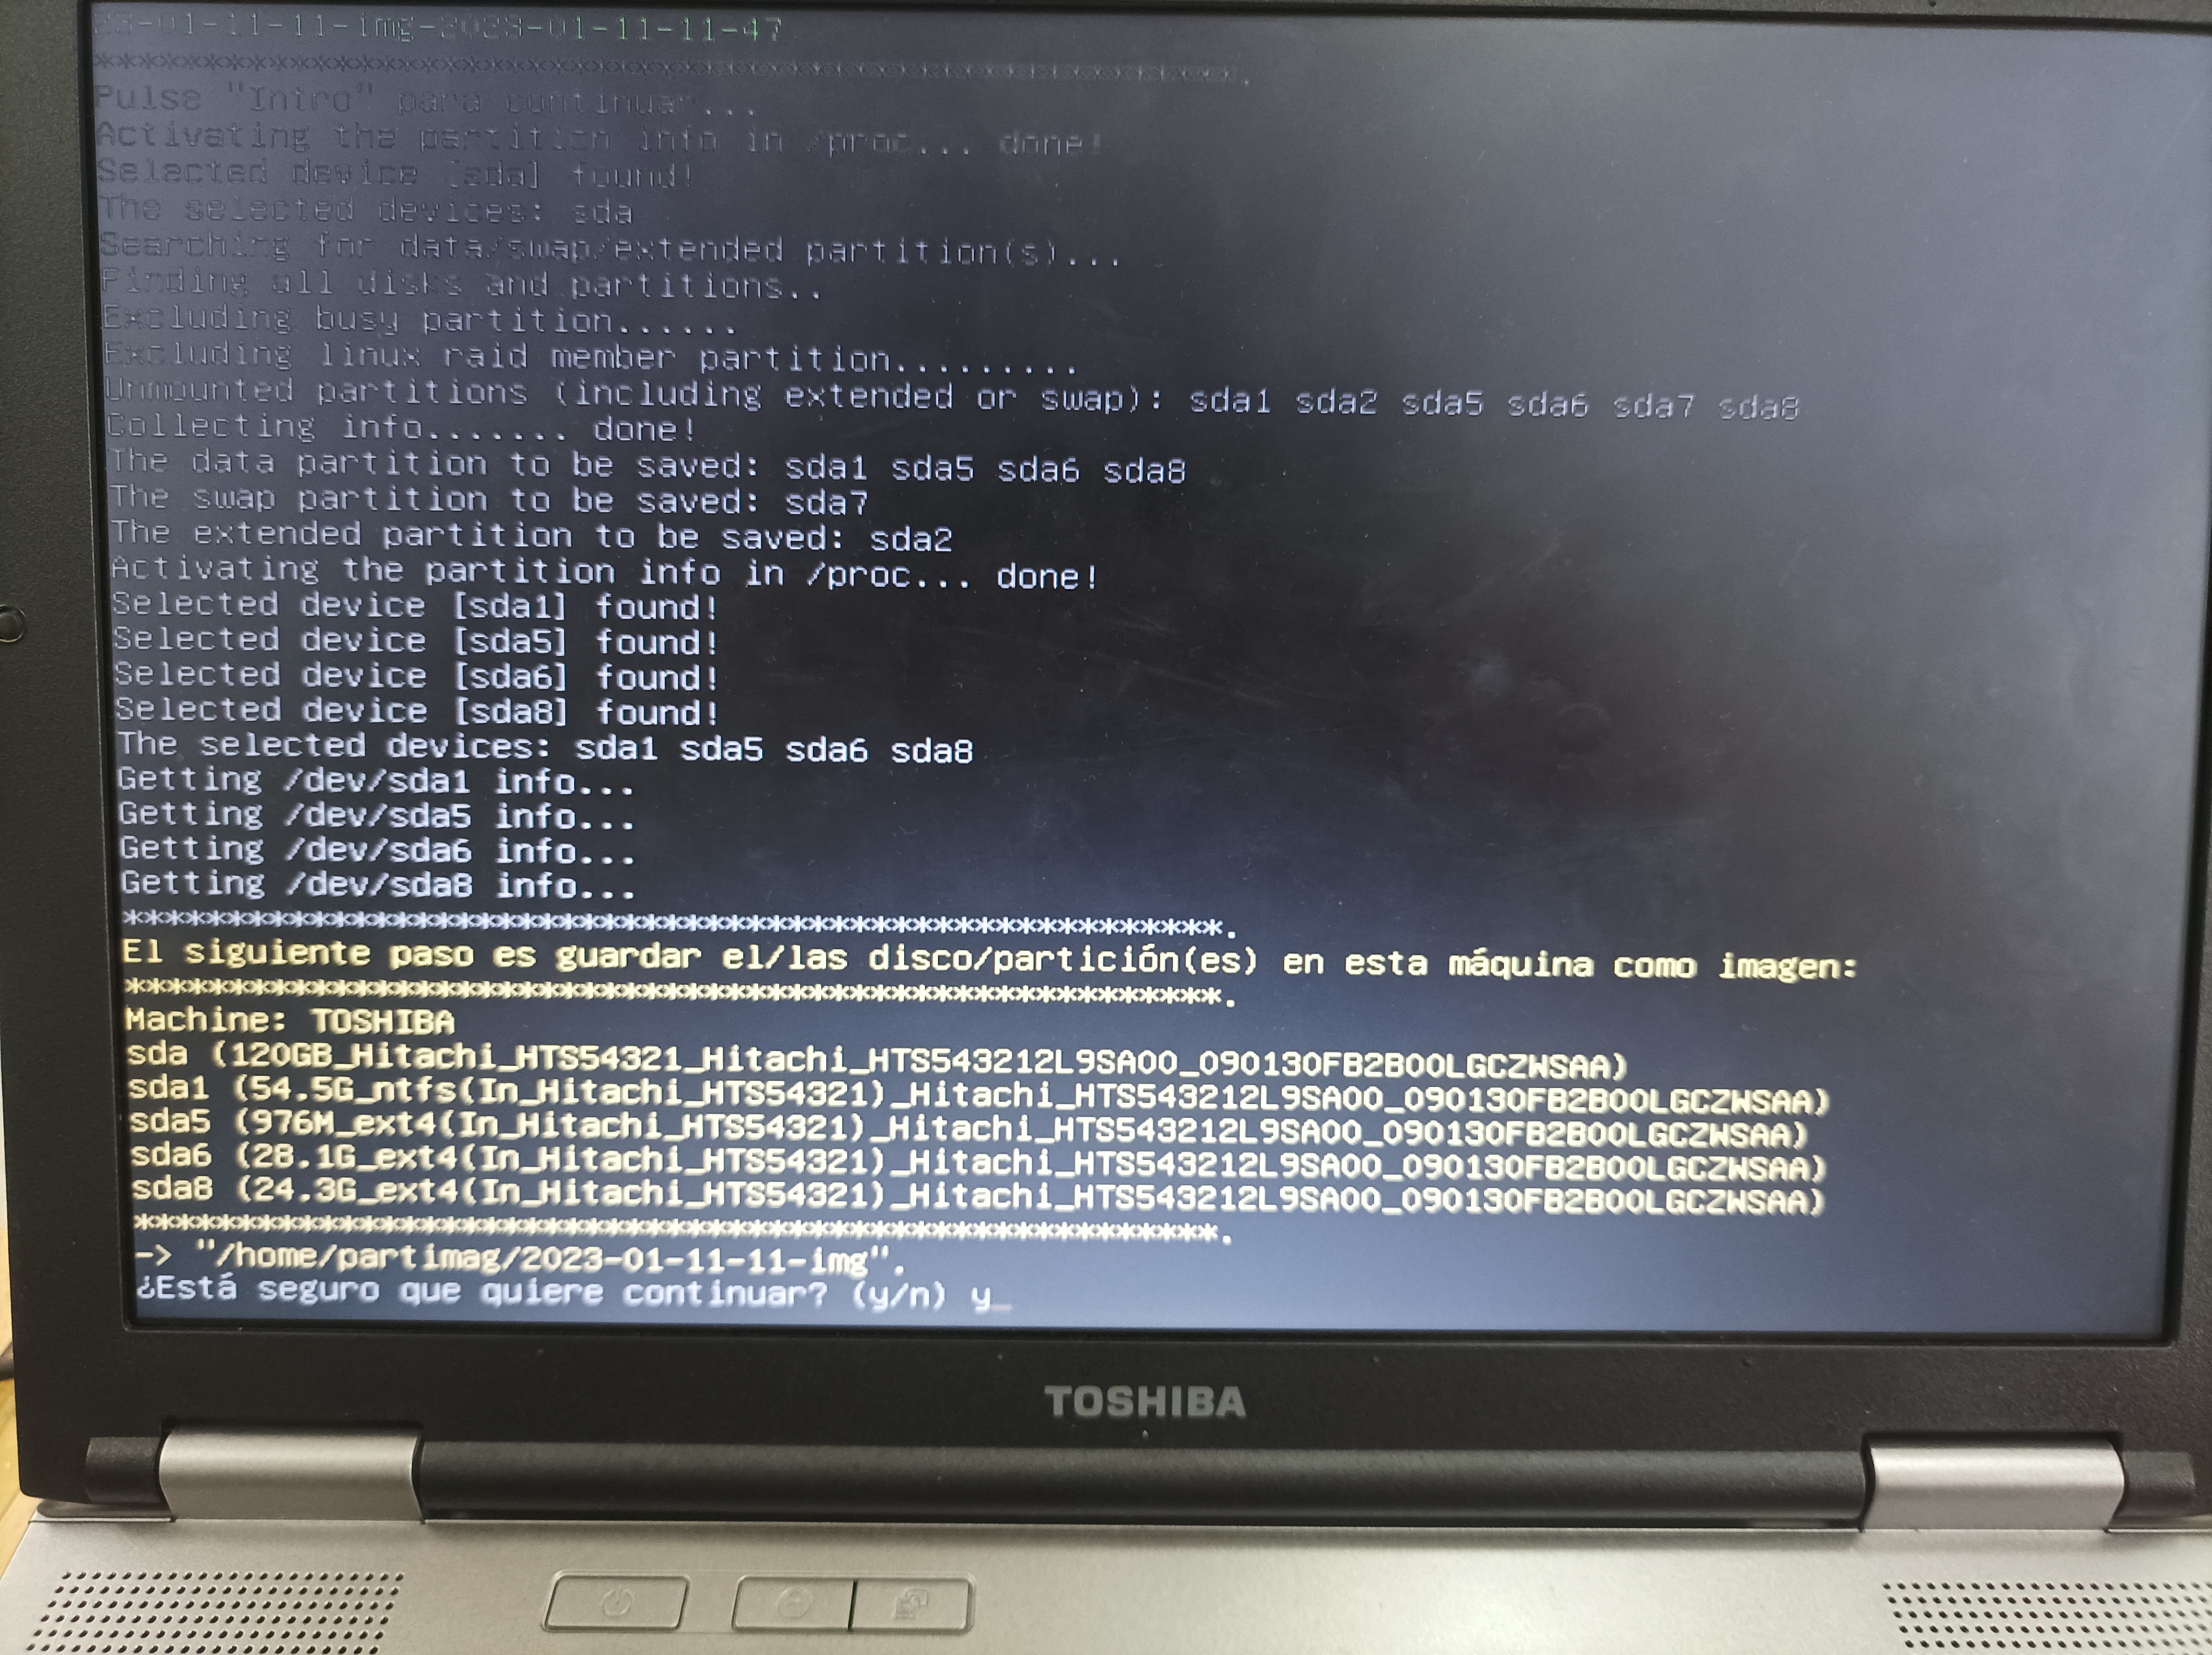 23-01-11-11-img-2023-01-11-11-47
*****************************************************************.
Pulse "Intro" para continuar...
Activating the partition info in /proc... done!
Selected device [sda] found!
The selected devices: sda
Searching for data/swap/extended partition(s)...
Finding all disks and partitions..
Excluding busy partition......
Excluding linux raid member partition.........
Unmounted partitions (including extended or swap): sda1 sda2 sda5 sda6 sda7 sda8
Collecting info....... done!
The data partition to be saved: sda1 sda5 sda6 sda8
The swap partition to be saved: sda7
The extended partition to be saved: sda2
Activating the partition info in /proc... done!
Selected device [sda1] found!
Selected device [sda5] found!
Selected device [sda6] found!
Selected device [sda8] found!
The selected devices: sda1 sda5 sda6 sda8
Getting /dev/sda1 info...
Getting /dev/sda5 info...
Getting /dev/sda6 info...
Getting /dev/sda8 info...
*****************************************************************.
El siguiente paso es guardar el/las disco/partición(es) en esta máquina como imagen:
*****************************************************************.
Machine: TOSHIBA
sda (120GB_Hitachi_HTS54321_Hitachi_HTS543212L9SA00_090130FB2B00LGCZWSAA)
sda1 (54.5G_ntfs(In_Hitachi_HTS54321)_Hitachi_HTS543212L9SA00_090130FB2B00LGCZWSAA)
sda5 (976M_ext4(In_Hitachi_HTS54321)_Hitachi_HTS543212L9SA00_090130FB2B00LGCZWSAA)
sda6 (28.1G_ext4(In_Hitachi_HTS54321)_Hitachi_HTS543212L9SA00_090130FB2B00LGCZWSAA)
sda8 (24.3G_ext4(In_Hitachi_HTS54321)_Hitachi_HTS543212L9SA00_090130FB2B00LGCZWSAA)
*****************************************************************.
-> "/home/partimag/2023-01-11-11-img".
¿Está seguro que quiere continuar? (y/n) y_
TOSHIBA